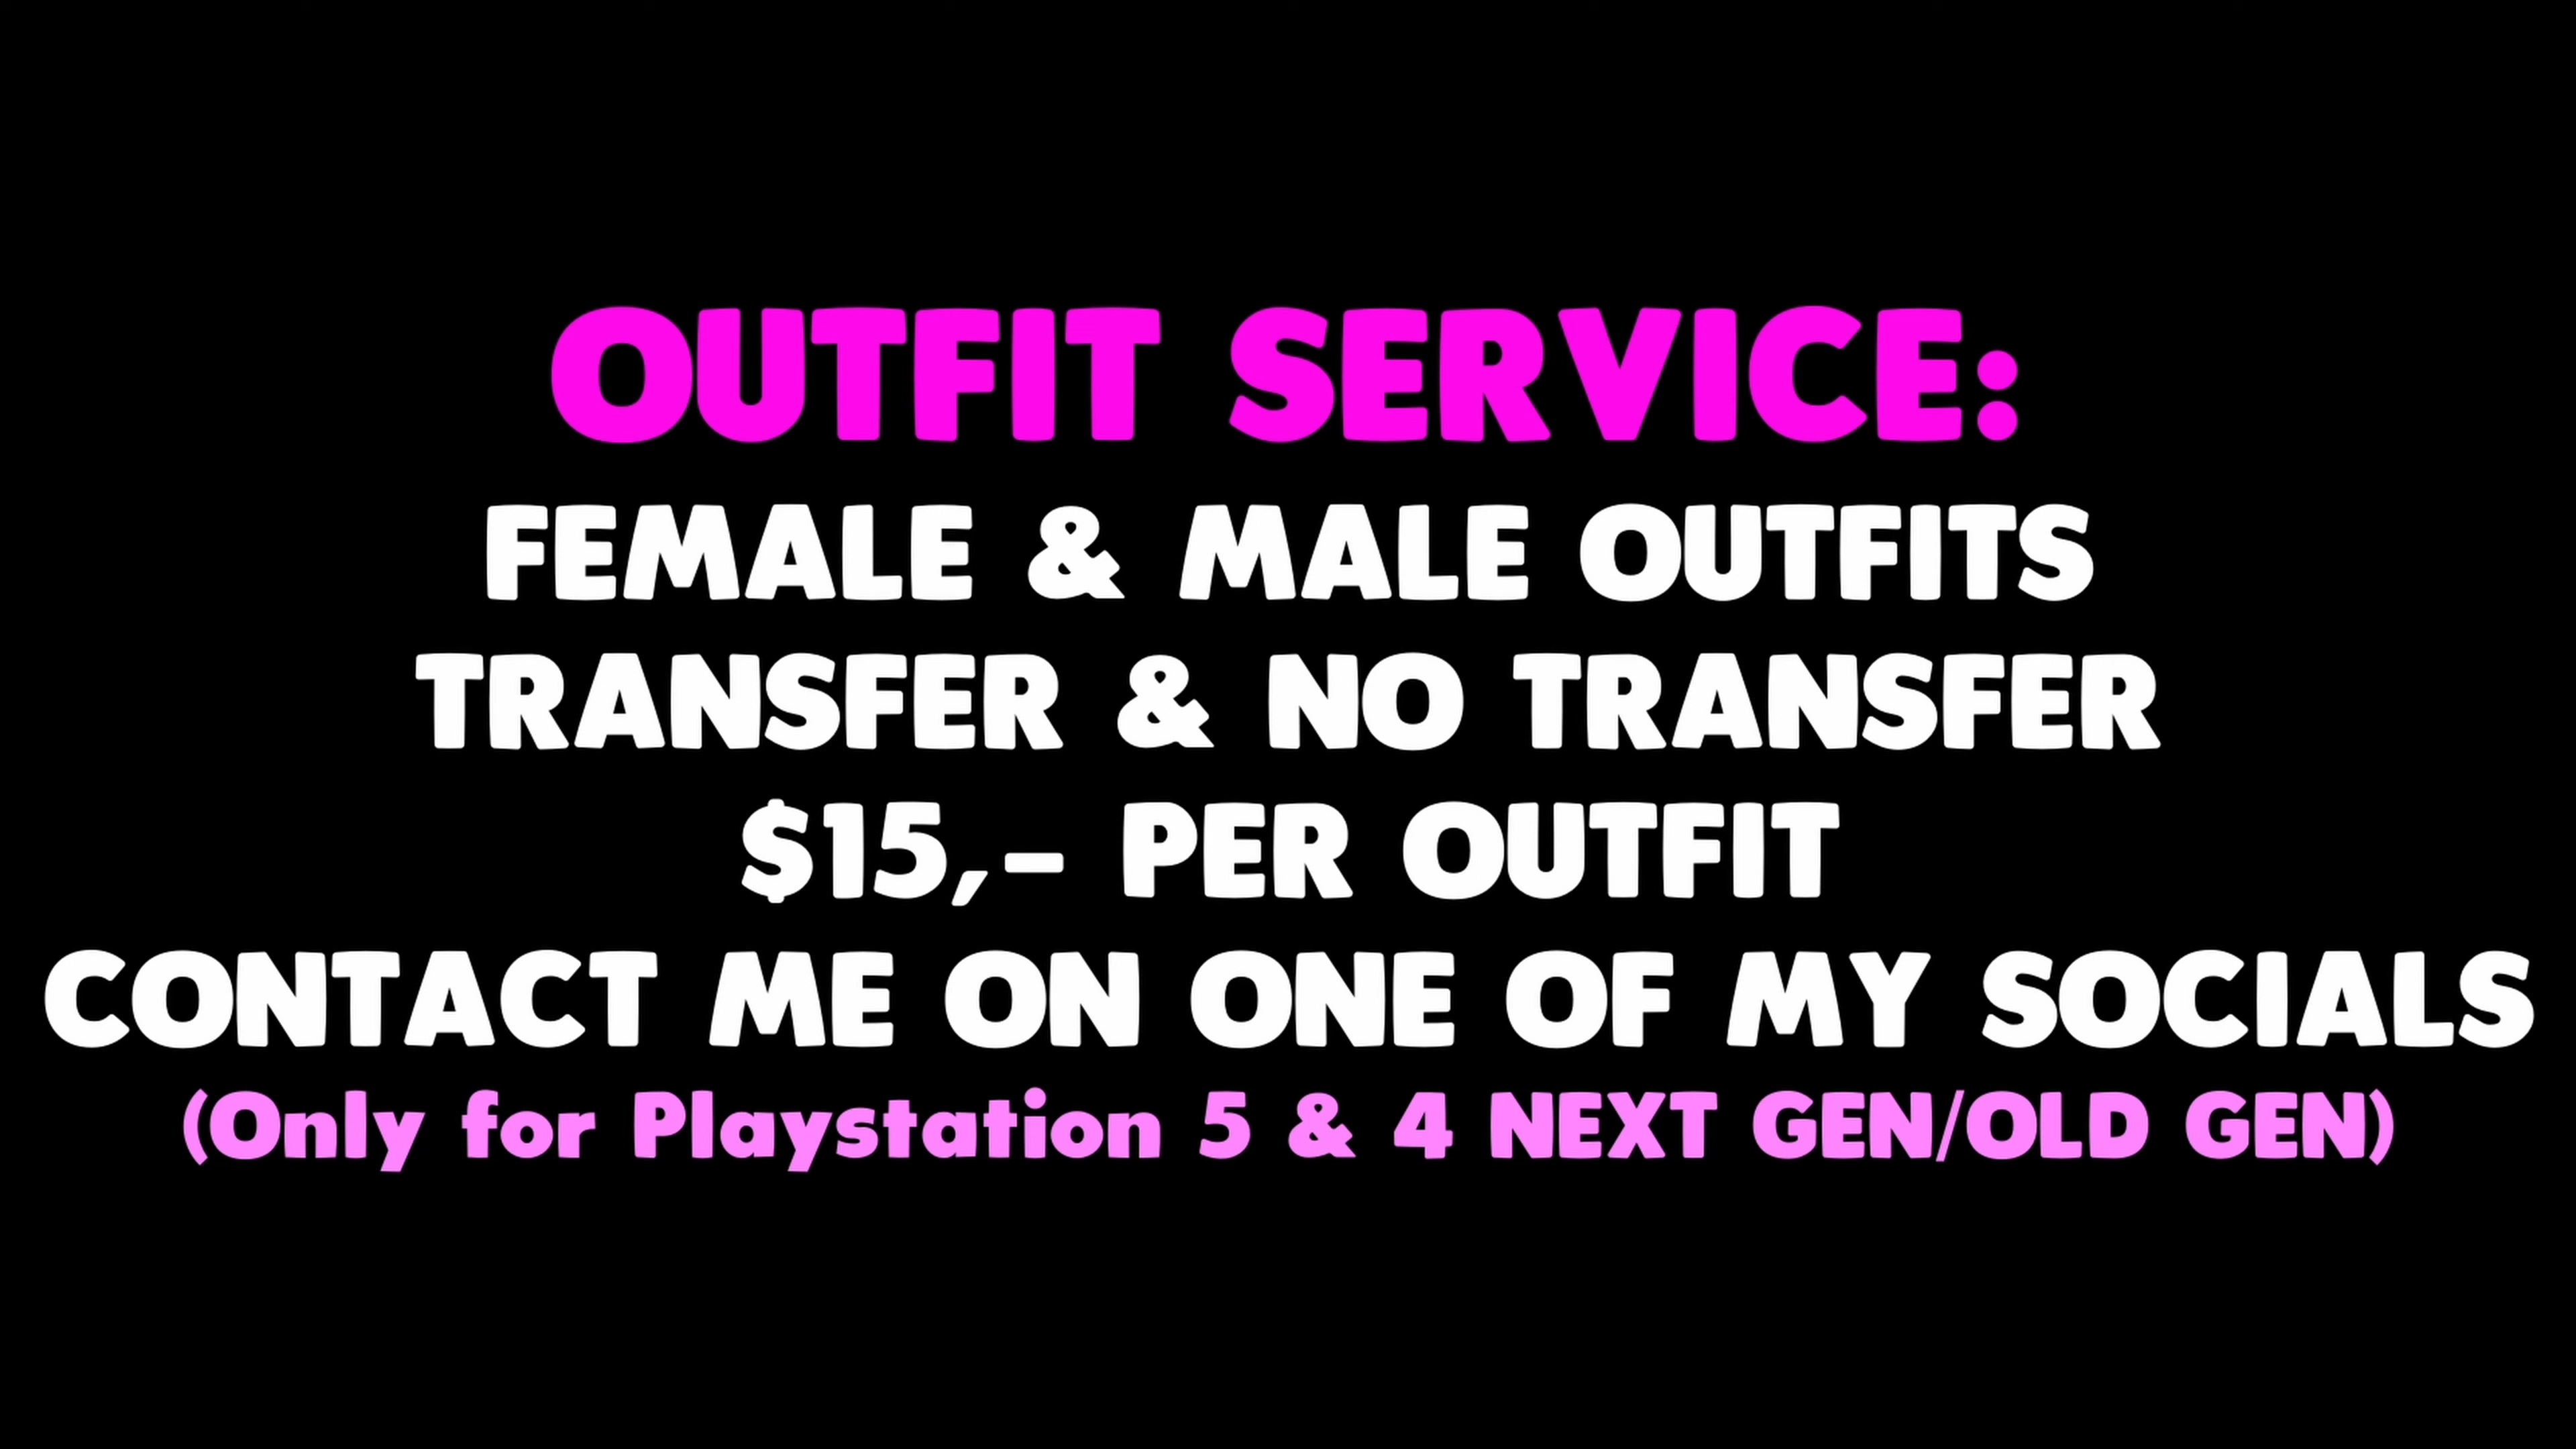 OUTFIT SERVICE:
FEMALE & MALE OUTFITS
TRANSFER & NO TRANSFER
$15,- PER OUTFIT
CONTACT ME ON ONE OF MY SOCIALS
(Only for Playstation 5 & 4 NEXT GEN/OLD GEN)